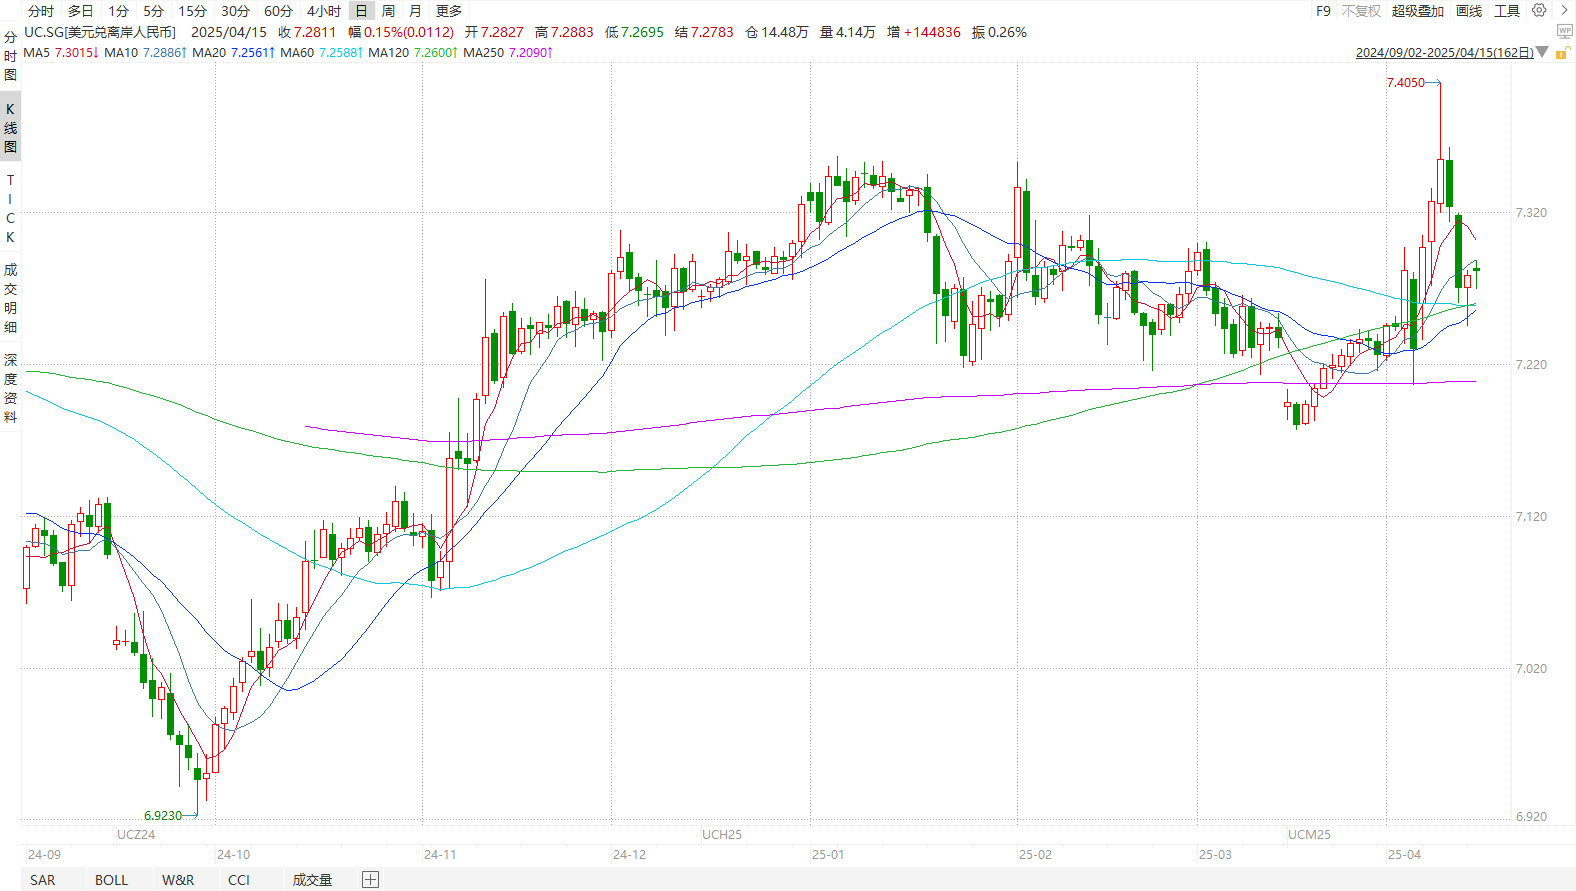 分时 多日 1分 5分 15分 30分 60分 4小时 日 周 月 更多 F9 不复权 超级叠加 画线 工具
UC.SG[美元兑离岸人民币] 2025/04/15 收 7.2811 幅 0.15%(0.0112) 开 7.2827 高 7.2883 低 7.2695 结 7.2783 仓 14.48万 量 4.14万 增 +144836 振 0.26% WP
MA5 7.3015↓ MA10 7.2886↑ MA20 7.2561↑ MA60 7.2588↑ MA120 7.2600↑ MA250 7.2090↑ 2024/09/02-2025/04/15(162日)
分时图
K线图
TICK
成交明细
深度资料
7.4050
7.320
7.220
7.120
7.020
6.9230
6.920
UCZ24 UCH25 UCM25
24-09 24-10 24-11 24-12 25-01 25-02 25-03 25-04
SAR BOLL W&R CCI 成交量